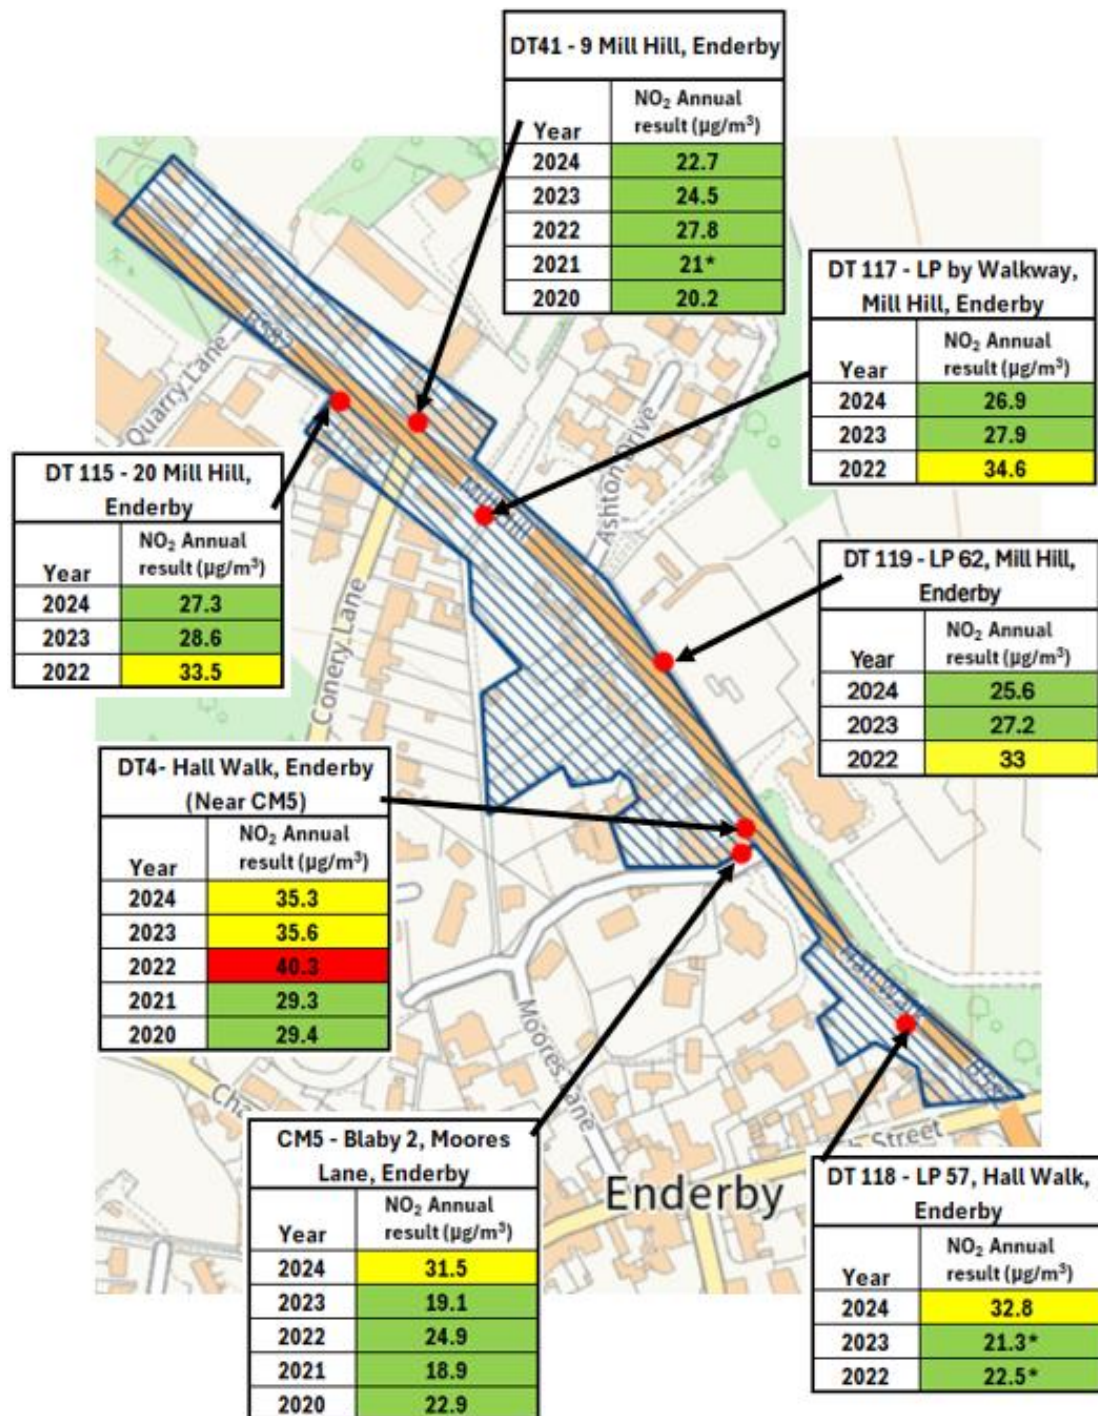 DT41 - 9 Mill Hill, Enderby
Year
NO₂ Annual
result (µg/m³)
2024 22.7
2023 24.5
2022 27.8
2021 21*
2020 20.2
DT 117 - LP by Walkway,
Mill Hill, Enderby
Year
NO₂ Annual
result (µg/m³)
2024 26.9
2023 27.9
2022 34.6
B582
Quarry Lane
Mill Hill
Ashton Drive
Conery Lane
DT 115 - 20 Mill Hill,
Enderby
Year
NO₂ Annual
result (µg/m³)
2024 27.3
2023 28.6
2022 33.5
DT 119 - LP 62, Mill Hill,
Enderby
Year
NO₂ Annual
result (µg/m³)
2024 25.6
2023 27.2
2022 33
DT4- Hall Walk, Enderby
(Near CM5)
Year
NO₂ Annual
result (µg/m³)
2024 35.3
2023 35.6
2022 40.3
2021 29.3
2020 29.4
Hall Walk
Moores Lane
Street
Enderby
CM5 - Blaby 2, Moores
Lane, Enderby
Year
NO₂ Annual
result (µg/m³)
2024 31.5
2023 19.1
2022 24.9
2021 18.9
2020 22.9
DT 118 - LP 57, Hall Walk,
Enderby
Year
NO₂ Annual
result (µg/m³)
2024 32.8
2023 21.3*
2022 22.5*